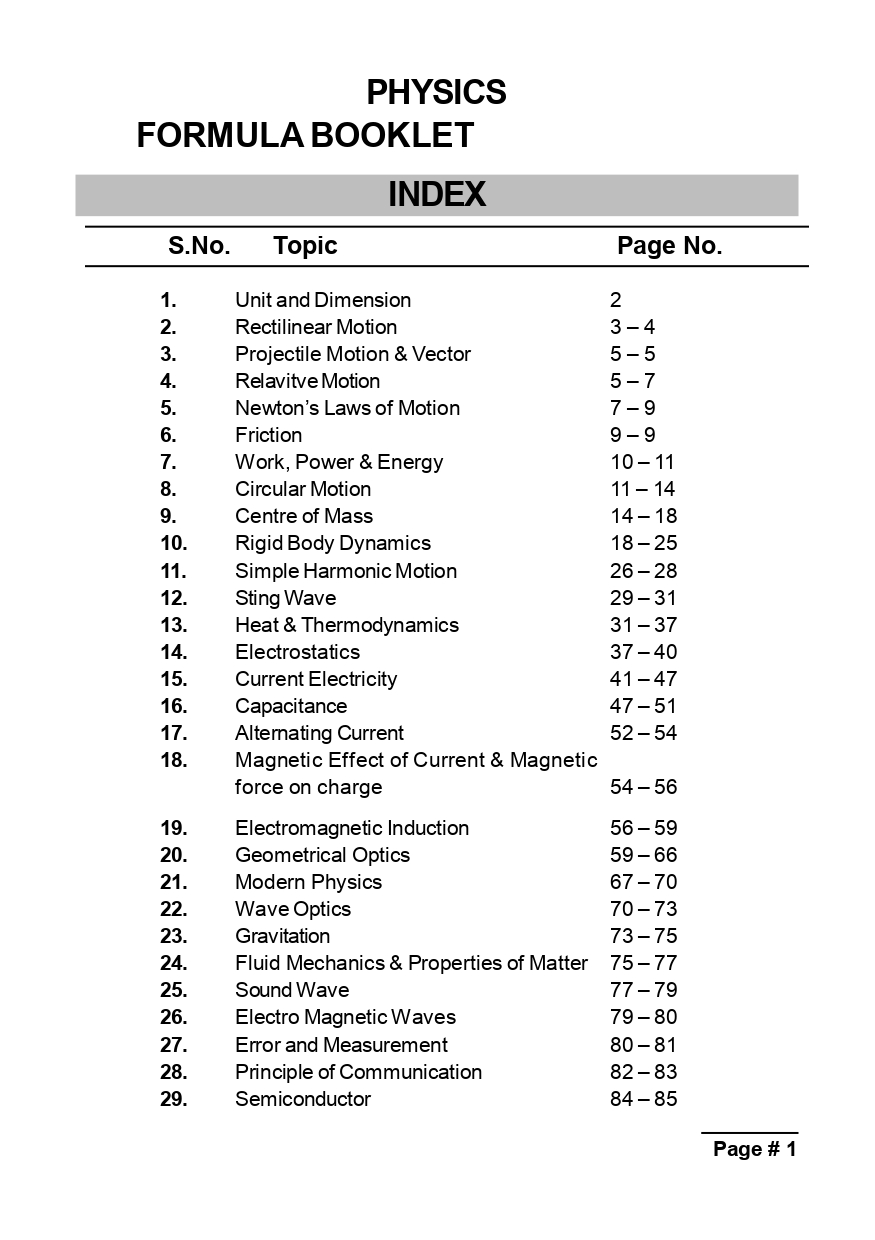 PHYSICS
FORMULA BOOKLET
INDEX
S.No. Topic Page No.
1. Unit and Dimension 2
2. Rectilinear Motion 3 – 4
3. Projectile Motion & Vector 5 – 5
4. Relavitve Motion 5 – 7
5. Newton’s Laws of Motion 7 – 9
6. Friction 9 – 9
7. Work, Power & Energy 10 – 11
8. Circular Motion 11 – 14
9. Centre of Mass 14 – 18
10. Rigid Body Dynamics 18 – 25
11. Simple Harmonic Motion 26 – 28
12. Sting Wave 29 – 31
13. Heat & Thermodynamics 31 – 37
14. Electrostatics 37 – 40
15. Current Electricity 41 – 47
16. Capacitance 47 – 51
17. Alternating Current 52 – 54
18. Magnetic Effect of Current & Magnetic
force on charge 54 – 56
19. Electromagnetic Induction 56 – 59
20. Geometrical Optics 59 – 66
21. Modern Physics 67 – 70
22. Wave Optics 70 – 73
23. Gravitation 73 – 75
24. Fluid Mechanics & Properties of Matter 75 – 77
25. Sound Wave 77 – 79
26. Electro Magnetic Waves 79 – 80
27. Error and Measurement 80 – 81
28. Principle of Communication 82 – 83
29. Semiconductor 84 – 85
Page # 1